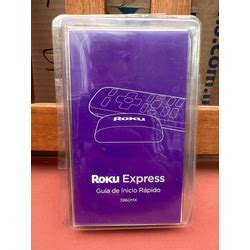 Roku
Roku Express
Guía de Inicio Rápido
3960MX